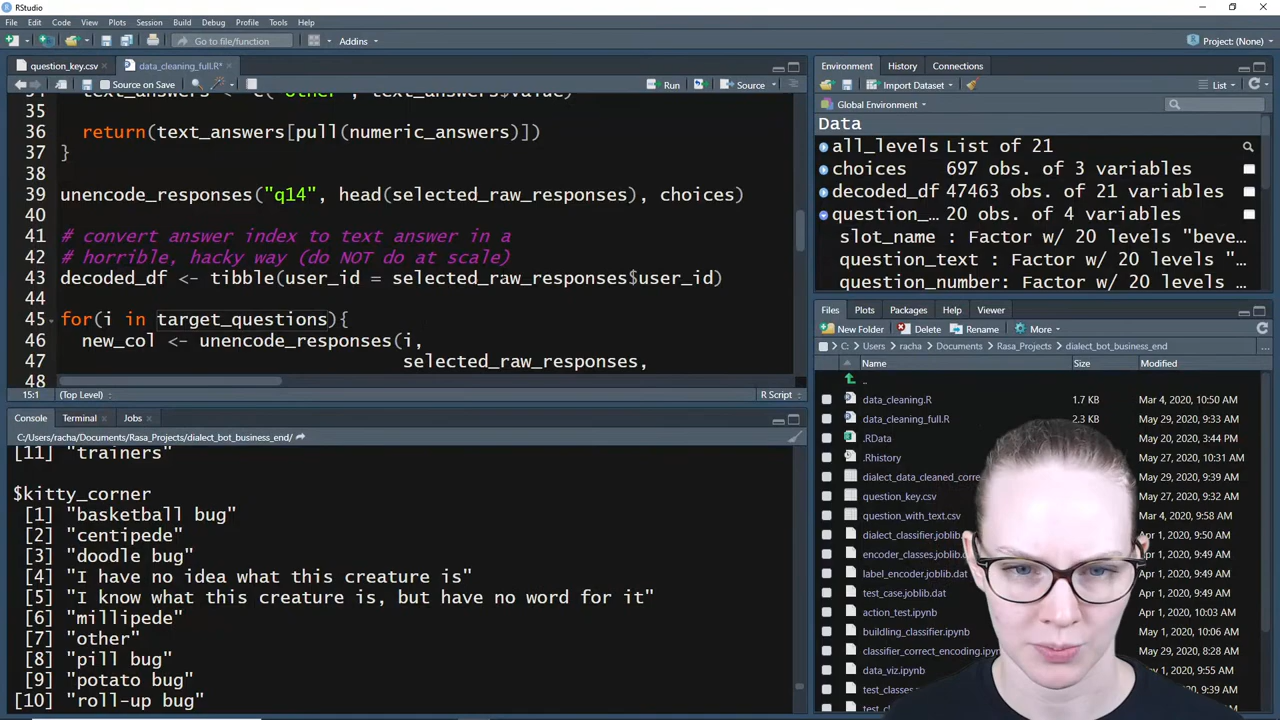 RStudio
File Edit Code View Plots Session Build Debug Profile Tools Help
Go to file/function Addins Project: (None)
question_key.csv × data_cleaning_full.R* ×
Source on Save Run Source
35
36 return(text_answers[pull(numeric_answers)])
37 }
38
39 unencode_responses("q14", head(selected_raw_responses), choices)
40
41 # convert answer index to text answer in a
42 # horrible, hacky way (do NOT do at scale)
43 decoded_df <- tibble(user_id = selected_raw_responses$user_id)
44
45 for(i in target_questions){
46 new_col <- unencode_responses(i,
47 selected_raw_responses,
48
15:1 (Top Level) R Script
Console Terminal × Jobs ×
C:/Users/racha/Documents/Rasa_Projects/dialect_bot_business_end/
[11] "trainers"
$kitty_corner
[1] "basketball bug"
[2] "centipede"
[3] "doodle bug"
[4] "I have no idea what this creature is"
[5] "I know what this creature is, but have no word for it"
[6] "millipede"
[7] "other"
[8] "pill bug"
[9] "potato bug"
[10] "roll-up bug"
Environment History Connections
Import Dataset List
Global Environment
Data
all_levels List of 21
choices 697 obs. of 3 variables
decoded_df 47463 obs. of 21 variables
question_… 20 obs. of 4 variables
slot_name : Factor w/ 20 levels "beve…
question_text : Factor w/ 20 levels "…
question_number: Factor w/ 20 levels
Files Plots Packages Help Viewer
New Folder Delete Rename More
C: Users racha Documents Rasa_Projects dialect_bot_business_end ...
Name Size Modified
..
data_cleaning.R 1.7 KB Mar 4, 2020, 10:50 AM
data_cleaning_full.R 2.3 KB May 29, 2020, 9:33 AM
.RData May 20, 2020, 3:44 PM
.Rhistory May 27, 2020, 10:31 AM
dialect_data_cleaned_corre May 29, 2020, 9:39 AM
question_key.csv May 27, 2020, 9:32 AM
question_with_text.csv Mar 4, 2020, 9:58 AM
dialect_classifier.joblib. Apr 1, 2020, 9:50 AM
encoder_classes.joblib. Apr 1, 2020, 9:49 AM
label_encoder.joblib.dat Apr 1, 2020, 9:49 AM
test_case.joblib.dat Apr 1, 2020, 9:49 AM
action_test.ipynb Apr 1, 2020, 10:03 AM
buildling_classifier.ipynb May 1, 2020, 10:06 AM
classifier_correct_encoding.ipyn May 29, 2020, 8:28 AM
data_viz.ipynb 1, 2020, 9:55 AM